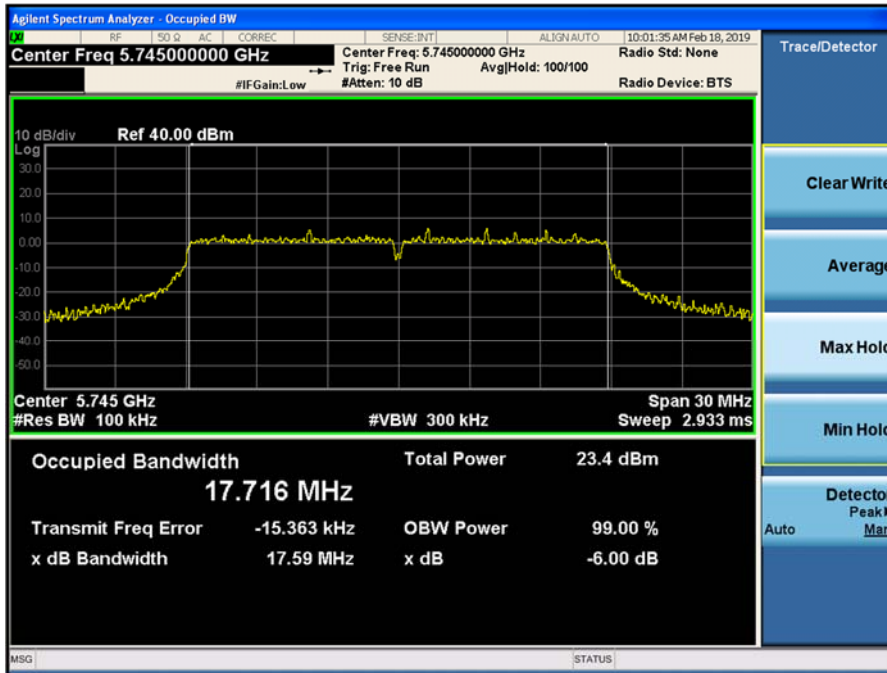 Agilent Spectrum Analyzer - Occupied BW
LXI RF 50 Ω AC CORREC SENSE:INT ALIGN AUTO 10:01:35 AM Feb 18, 2019
Center Freq 5.745000000 GHz Center Freq: 5.745000000 GHz Radio Std: None
Trig: Free Run Avg|Hold: 100/100
#IFGain:Low #Atten: 10 dB Radio Device: BTS
Trace/Detector
10 dB/div Ref 40.00 dBm
Log
30.0
20.0
10.0
0.00
-10.0
-20.0
-30.0
-40.0
-50.0
Center 5.745 GHz Span 30 MHz
#Res BW 100 kHz #VBW 300 kHz Sweep 2.933 ms
Occupied Bandwidth Total Power 23.4 dBm
17.716 MHz
Transmit Freq Error -15.363 kHz OBW Power 99.00 %
x dB Bandwidth 17.59 MHz x dB -6.00 dB
Clear Write
Average
Max Hold
Min Hold
Detector
Peak
Auto Man
MSG STATUS